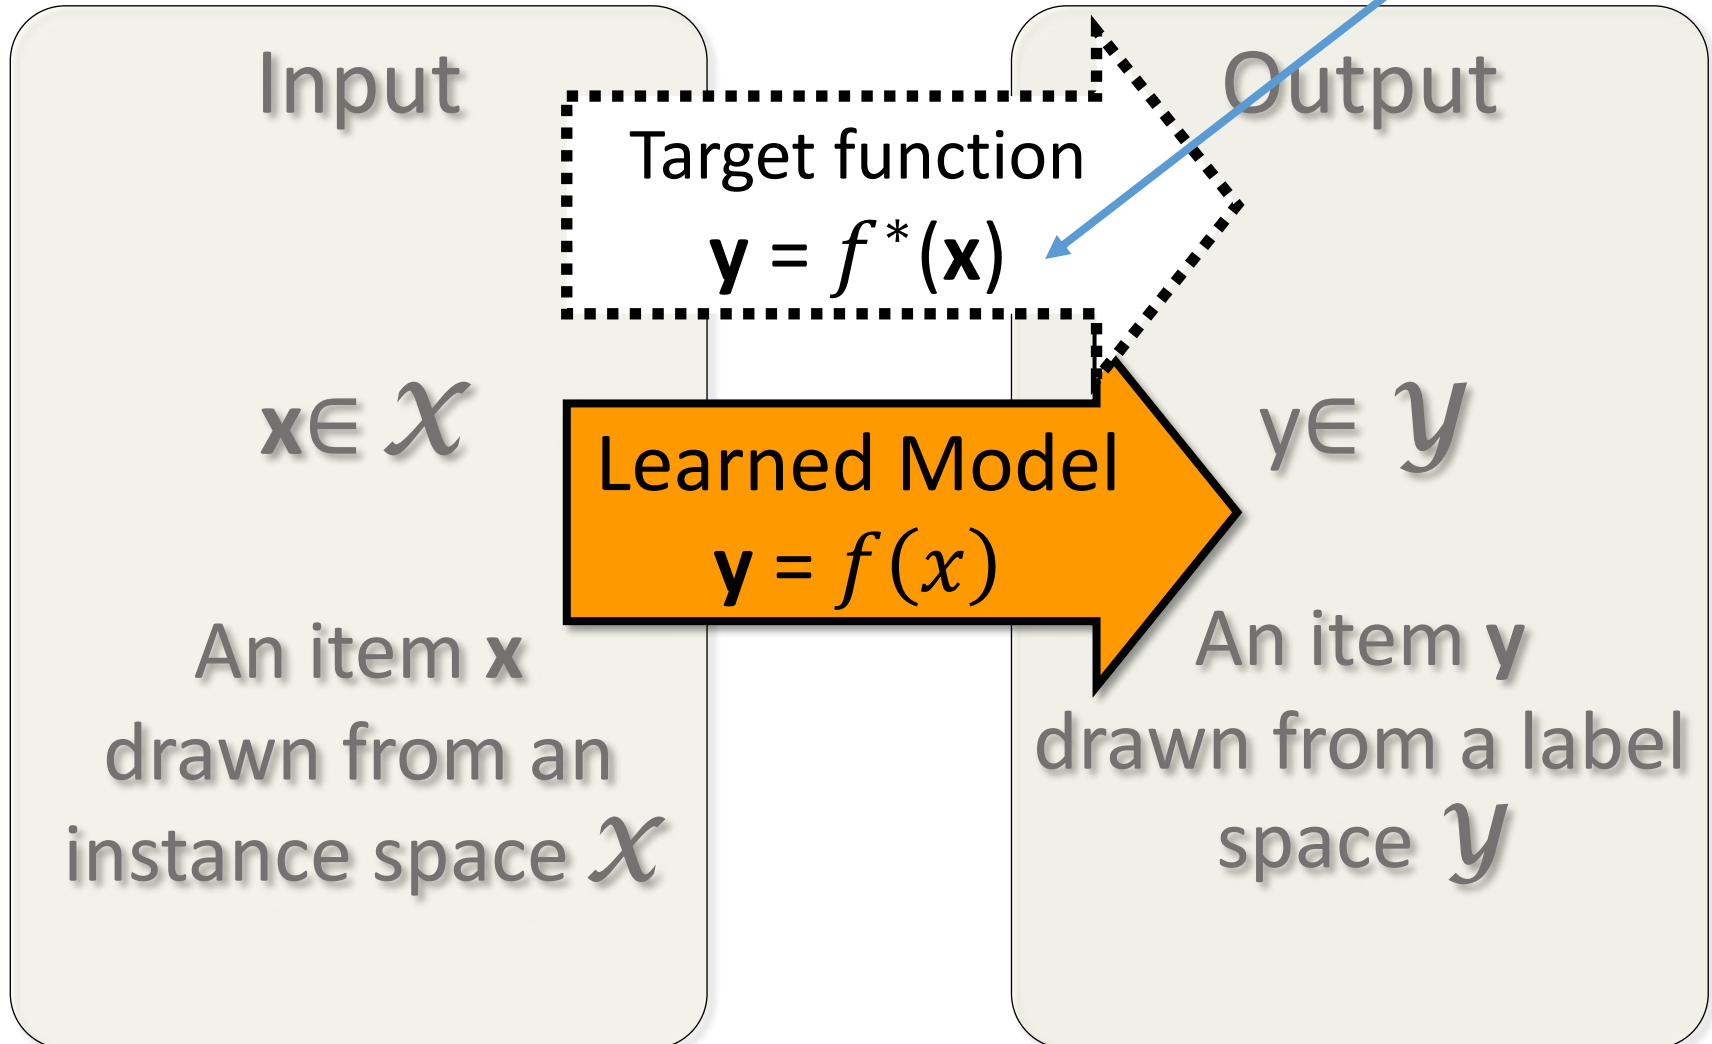 Input
Output
Target function
y = f*(x)
x∈ 𝒳
y∈ 𝒴
Learned Model
y = f(x)
An item x
drawn from an
instance space 𝒳
An item y
drawn from a label
space 𝒴